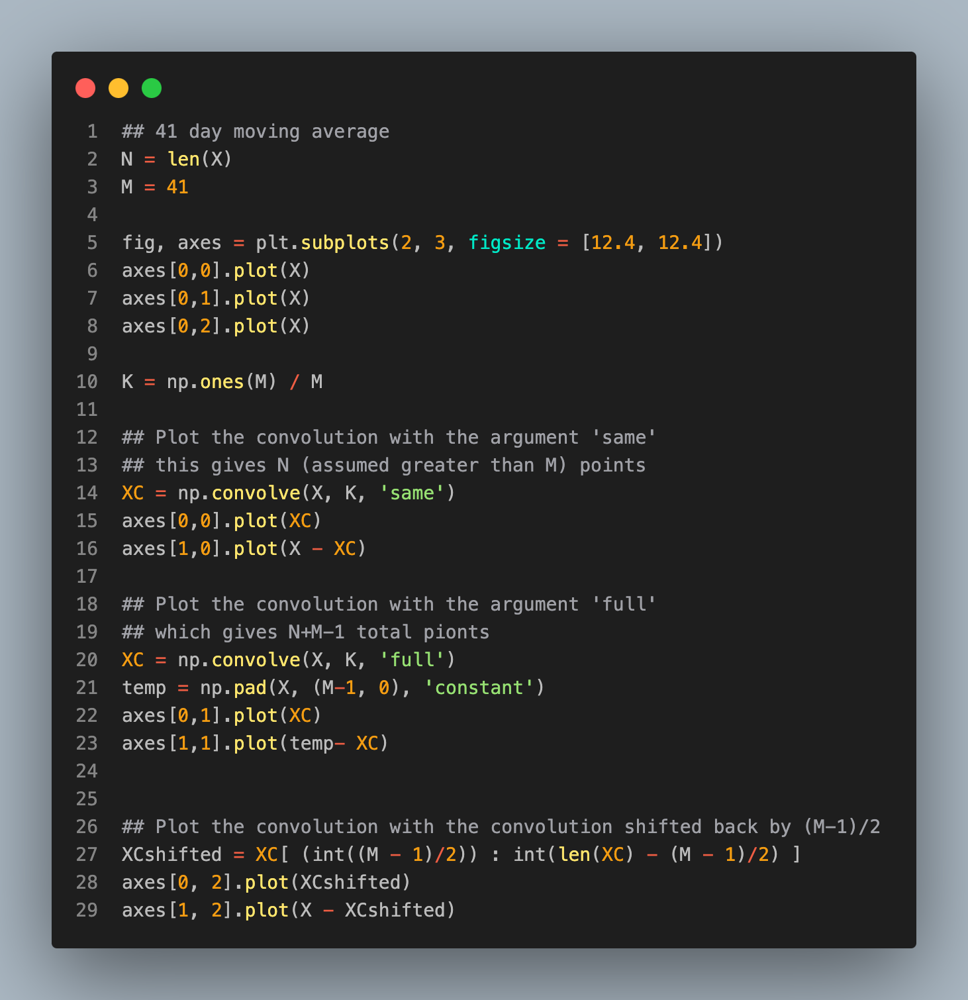 1 ## 41 day moving average
2 N = len(X)
3 M = 41
4
5 fig, axes = plt.subplots(2, 3, figsize = [12.4, 12.4])
6 axes[0,0].plot(X)
7 axes[0,1].plot(X)
8 axes[0,2].plot(X)
9
10 K = np.ones(M) / M
11
12 ## Plot the convolution with the argument 'same'
13 ## this gives N (assumed greater than M) points
14 XC = np.convolve(X, K, 'same')
15 axes[0,0].plot(XC)
16 axes[1,0].plot(X - XC)
17
18 ## Plot the convolution with the argument 'full'
19 ## which gives N+M-1 total pionts
20 XC = np.convolve(X, K, 'full')
21 temp = np.pad(X, (M-1, 0), 'constant')
22 axes[0,1].plot(XC)
23 axes[1,1].plot(temp- XC)
24
25
26 ## Plot the convolution with the convolution shifted back by (M-1)/2
27 XCshifted = XC[ (int((M - 1)/2)) : int(len(XC) - (M - 1)/2) ]
28 axes[0, 2].plot(XCshifted)
29 axes[1, 2].plot(X - XCshifted)